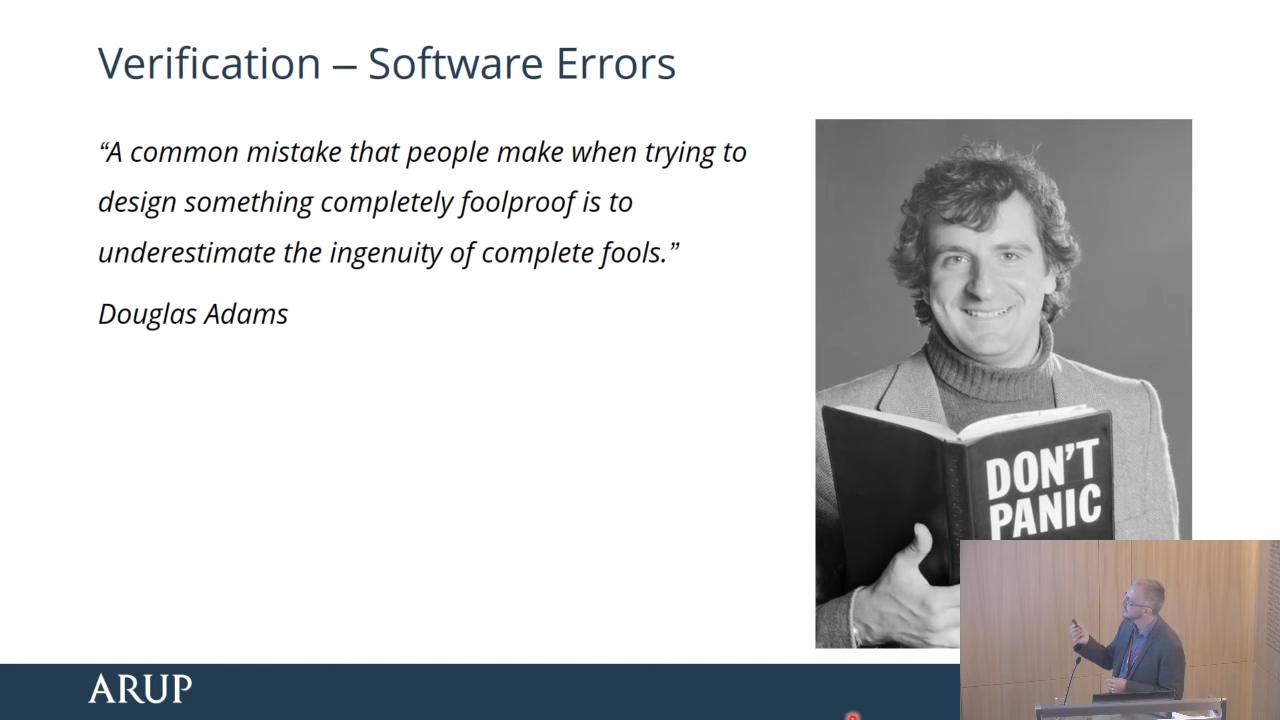 Verification – Software Errors
“A common mistake that people make when trying to
design something completely foolproof is to
underestimate the ingenuity of complete fools.”
Douglas Adams
DON’T
PANIC
ARUP